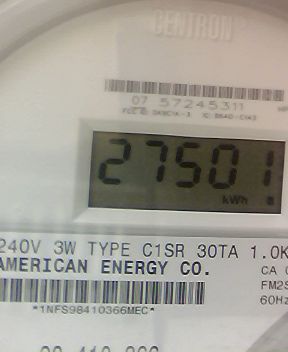 CENTRON
07 57245311
27501
kWh
240V 3W TYPE C1SR 30TA 1.0K
AMERICAN ENERGY CO.
CA
FM2S
60Hz
*1NFS98410366MEC*